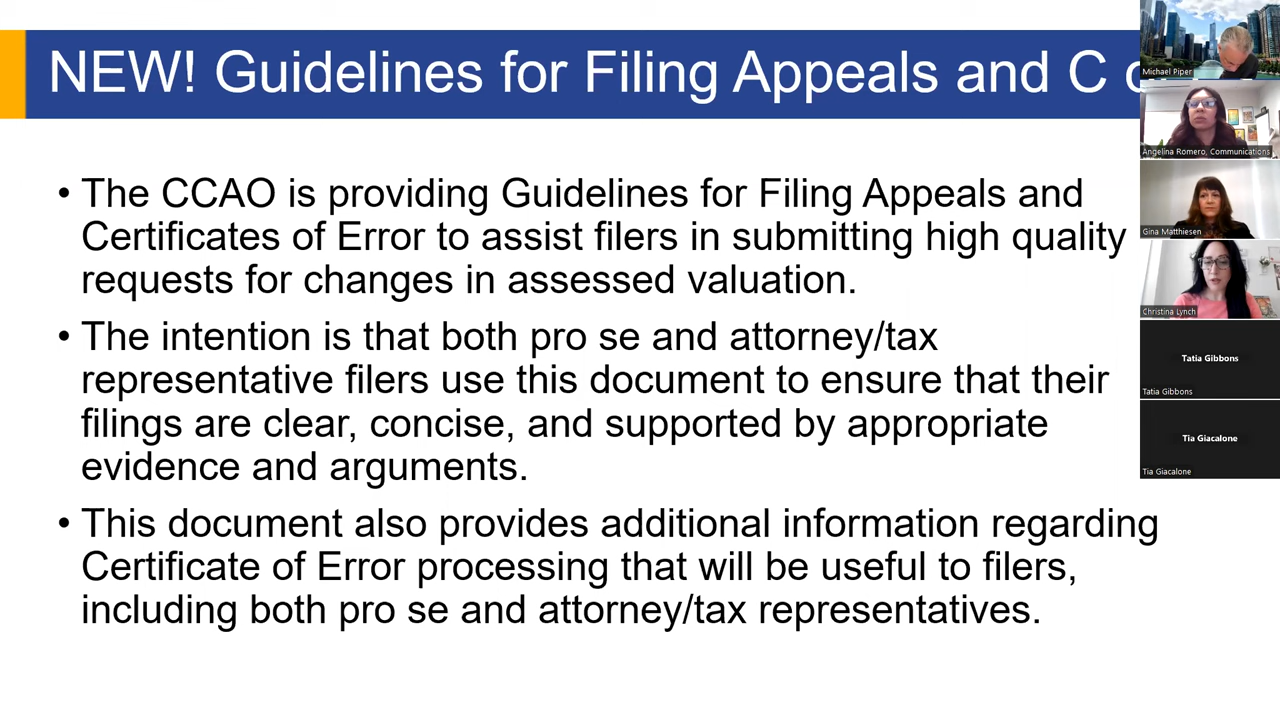 NEW! Guidelines for Filing Appeals and C
Michael Piper
Angelina Romero, Communications
• The CCAO is providing Guidelines for Filing Appeals and
Certificates of Error to assist filers in submitting high quality
requests for changes in assessed valuation.
Gina Matthiesen
Christina Lynch
• The intention is that both pro se and attorney/tax
representative filers use this document to ensure that their
filings are clear, concise, and supported by appropriate
evidence and arguments.
Tatia Gibbons
Tatia Gibbons
Tia Giacalone
Tia Giacalone
• This document also provides additional information regarding
Certificate of Error processing that will be useful to filers,
including both pro se and attorney/tax representatives.